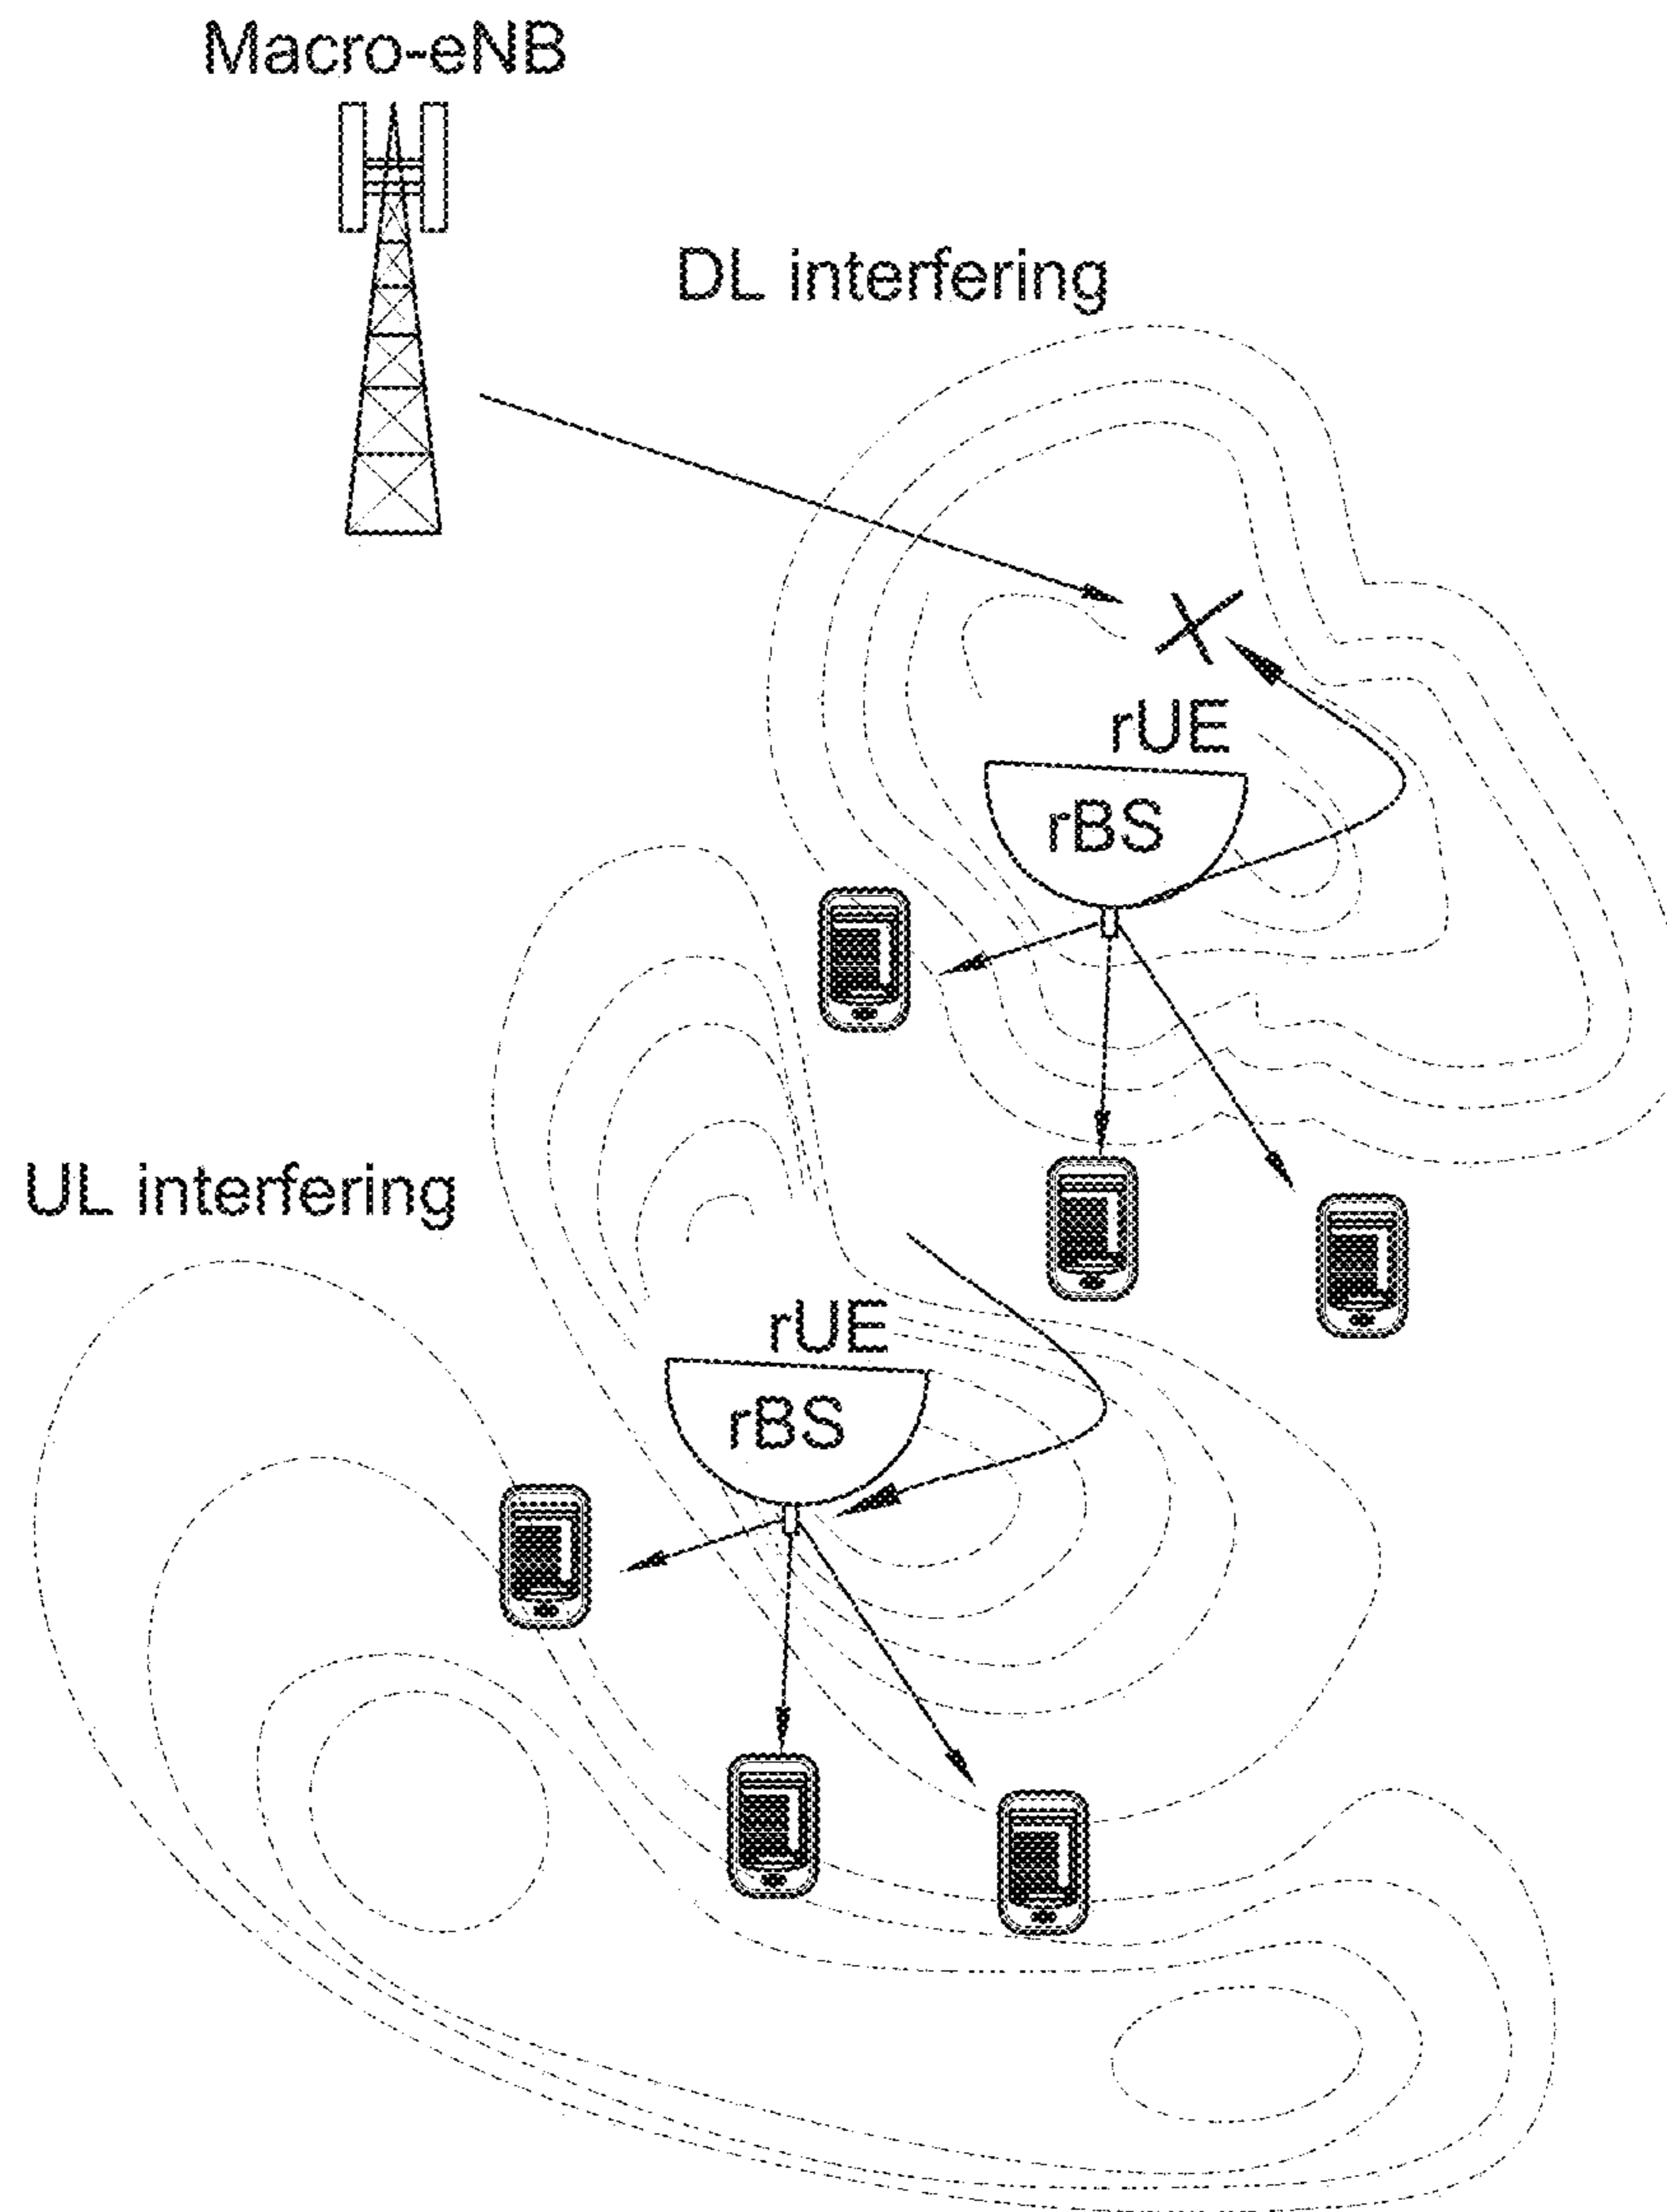 Macro-eNB
DL interfering
rUE
rBS
UL interfering
rUE
rBS